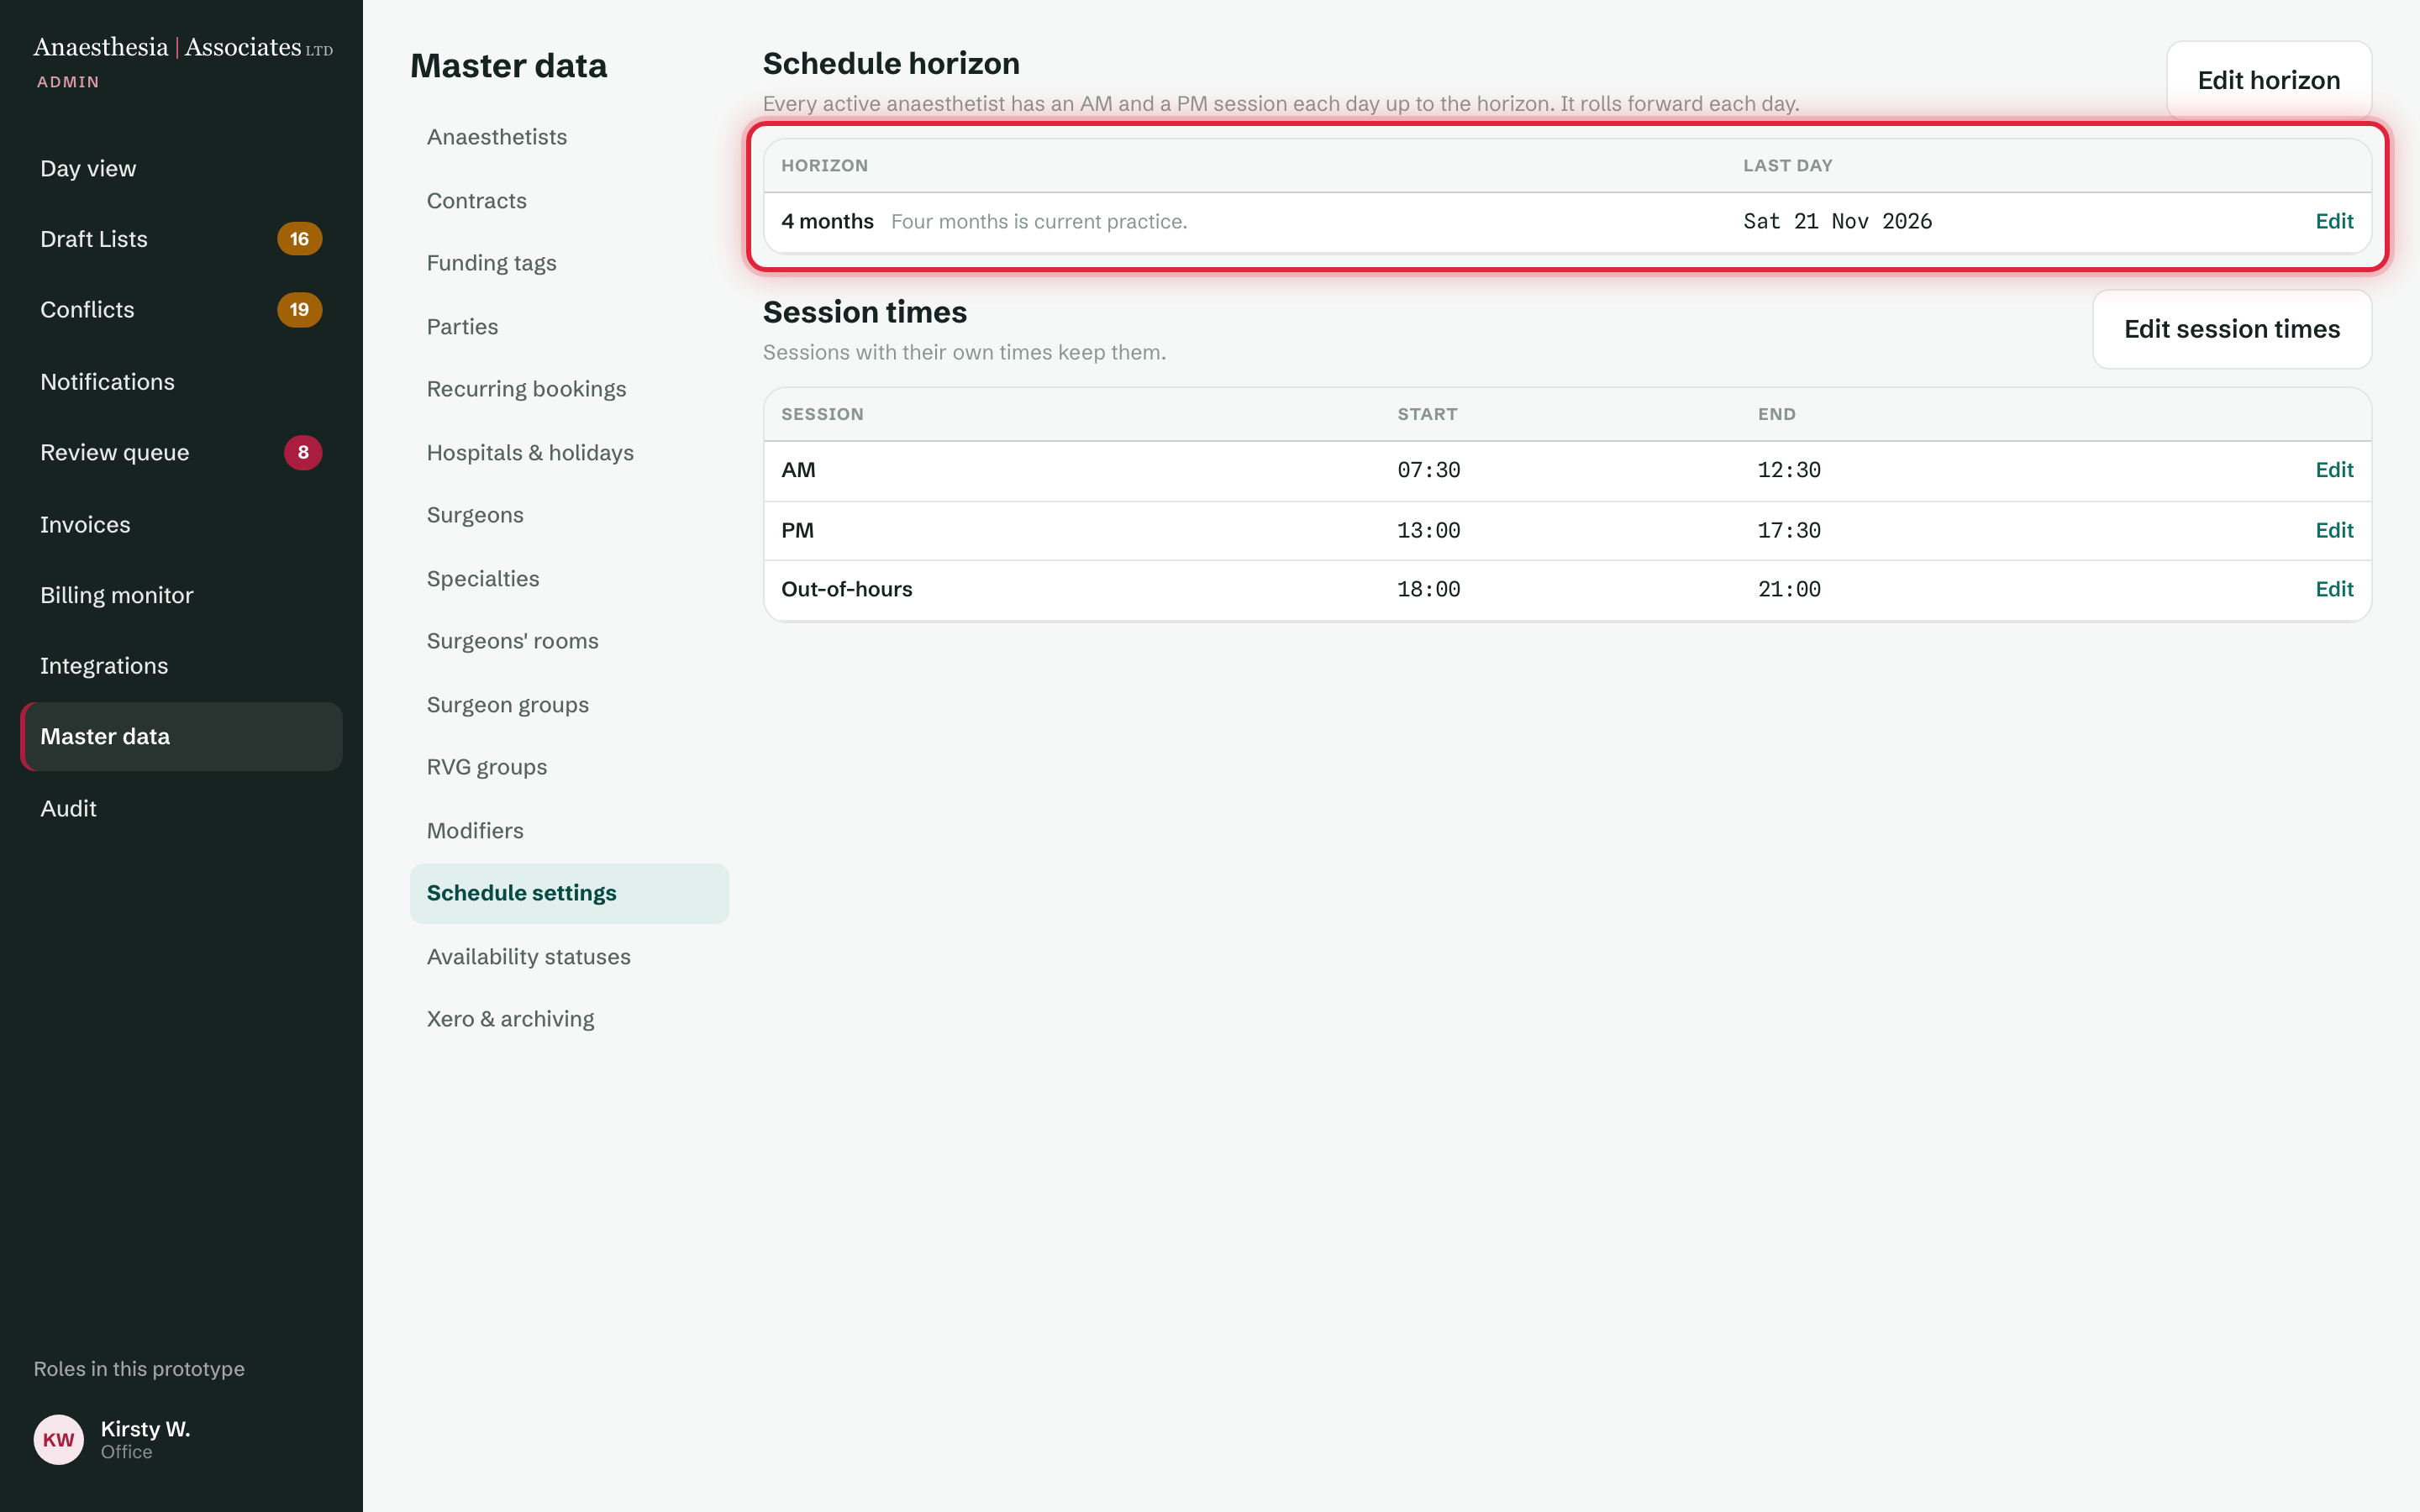 Anaesthesia | Associates LTD
ADMIN
Day view
Draft Lists 16
Conflicts 19
Notifications
Review queue 8
Invoices
Billing monitor
Integrations
Master data
Audit
Roles in this prototype
KW
Kirsty W.
Office
Master data
Anaesthetists
Contracts
Funding tags
Parties
Recurring bookings
Hospitals & holidays
Surgeons
Specialties
Surgeons' rooms
Surgeon groups
RVG groups
Modifiers
Schedule settings
Availability statuses
Xero & archiving
Schedule horizon
Every active anaesthetist has an AM and a PM session each day up to the horizon. It rolls forward each day.
Edit horizon
HORIZON LAST DAY
4 months Four months is current practice. Sat 21 Nov 2026 Edit
Session times
Sessions with their own times keep them.
Edit session times
SESSION START END
AM 07:30 12:30 Edit
PM 13:00 17:30 Edit
Out-of-hours 18:00 21:00 Edit